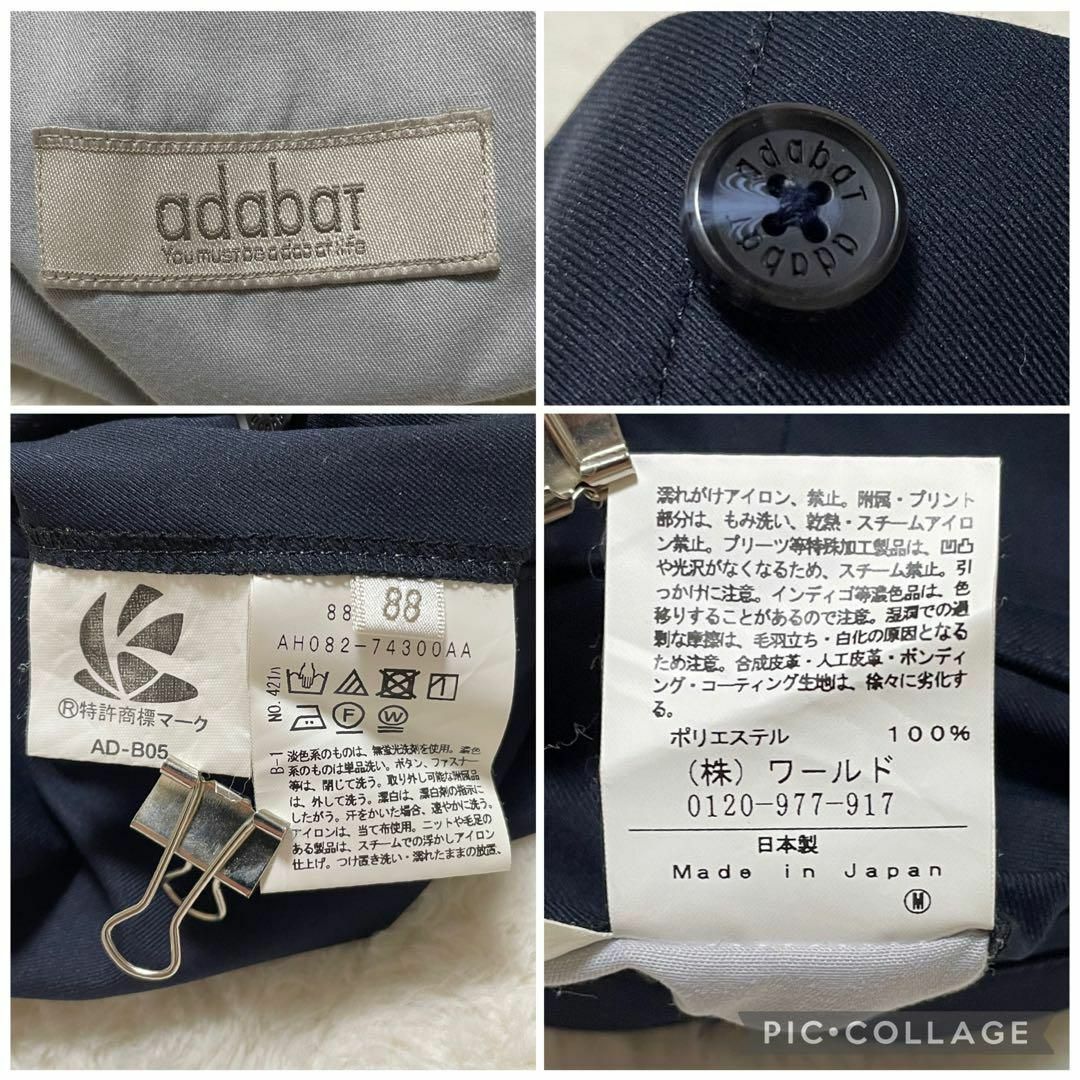 adabat
You must be a dab at life
adabat
adabat
®特許商標マーク
AD-B05
88
88
AH082-74300AA
NO. 421ハ
B-1
淡色系のものは、無蛍光洗剤を使用。濃色
系のものは単品洗い。ボタン、ファスナー
等は、閉じて洗う。取り外し可能な附属品
は、外して洗う。漂白は、漂白剤の指示に
したがう。汗をかいた場合、速やかに洗う。
アイロンは、当て布使用。ニットや毛足の
ある製品は、スチームでの浮かしアイロン
仕上げ。つけ置き洗い・濡れたままの放置、
濡れがけアイロン、禁止。附属・プリント
部分は、もみ洗い、乾熱・スチームアイロ
ン禁止。プリーツ等特殊加工製品は、凹凸
や光沢がなくなるため、スチーム禁止。引
っかけに注意。インディゴ等濃色品は、色
移りすることがあるので注意。湿潤での過
剰な摩擦は、毛羽立ち・白化の原因となる
ため注意。合成皮革・人工皮革・ボンディ
ング・コーティング生地は、徐々に劣化す
る。
ポリエステル 100%
(株)ワールド
0120-977-917
日本製
Made in Japan
M
PIC•COLLAGE